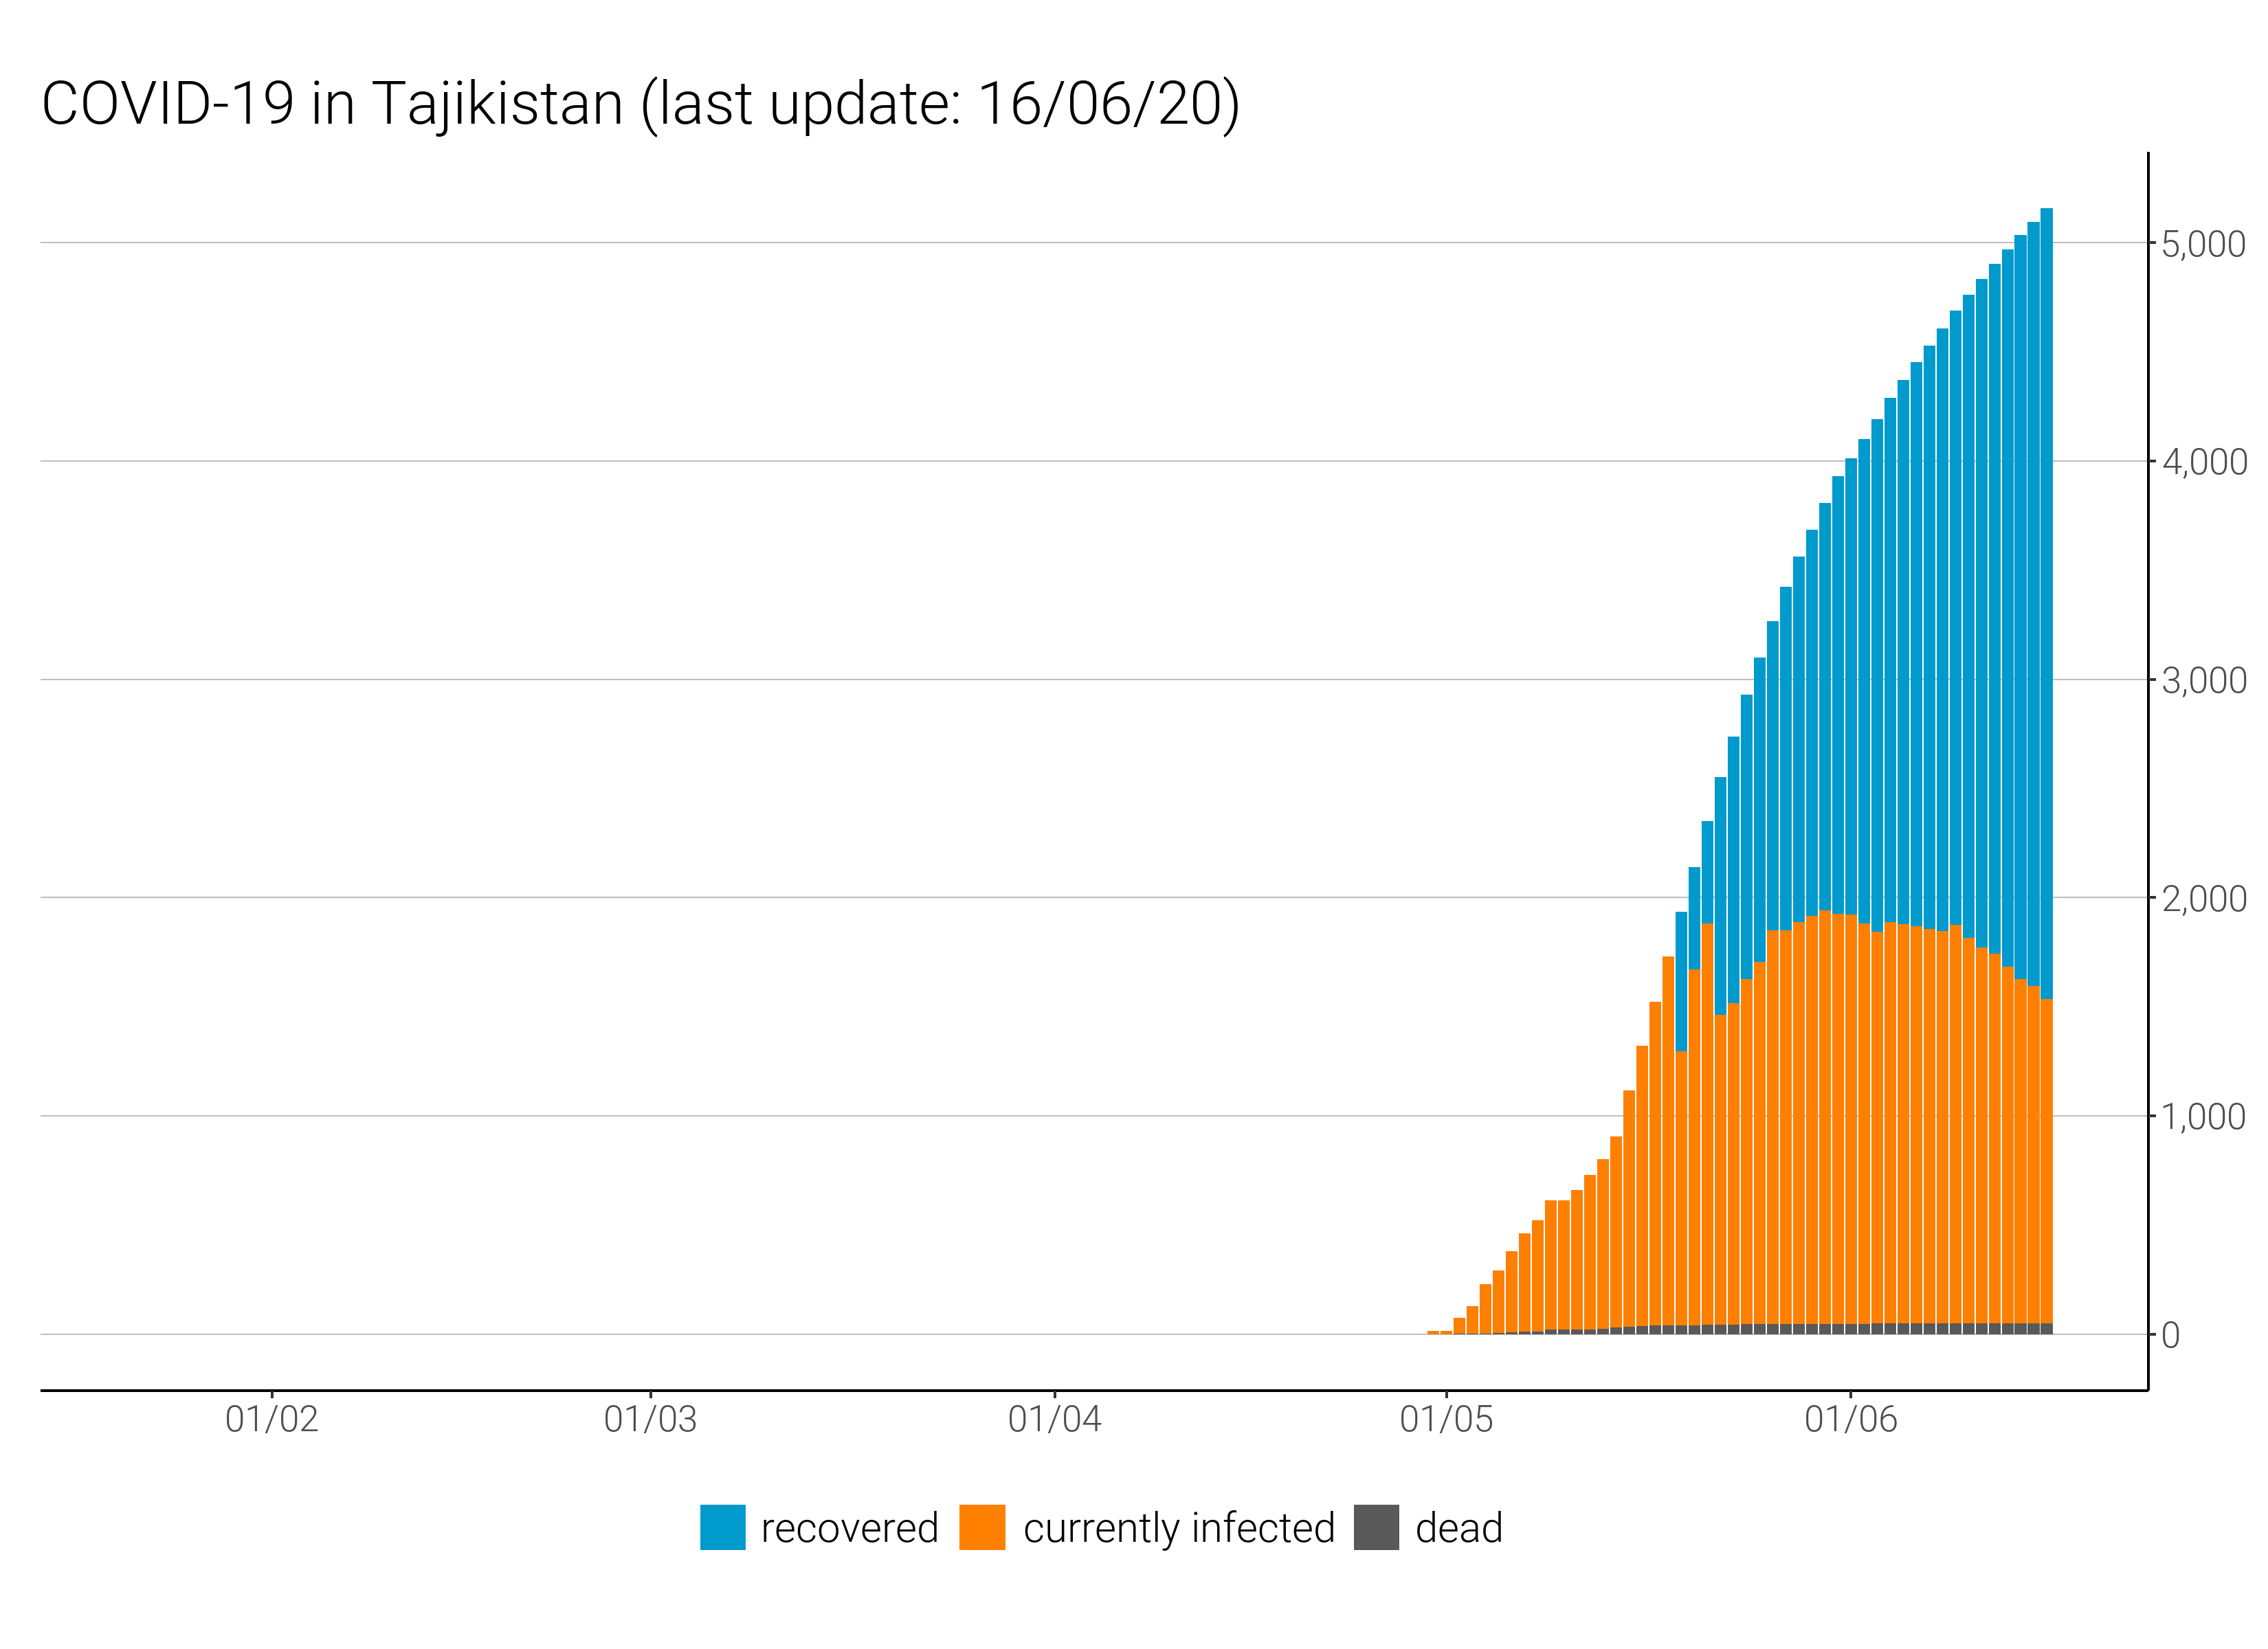 COVID-19 in Tajikistan (last update: 16/06/20)
5,000
4,000
3,000
2,000
1,000
0
01/02 01/03 01/04 01/05 01/06
recovered currently infected dead